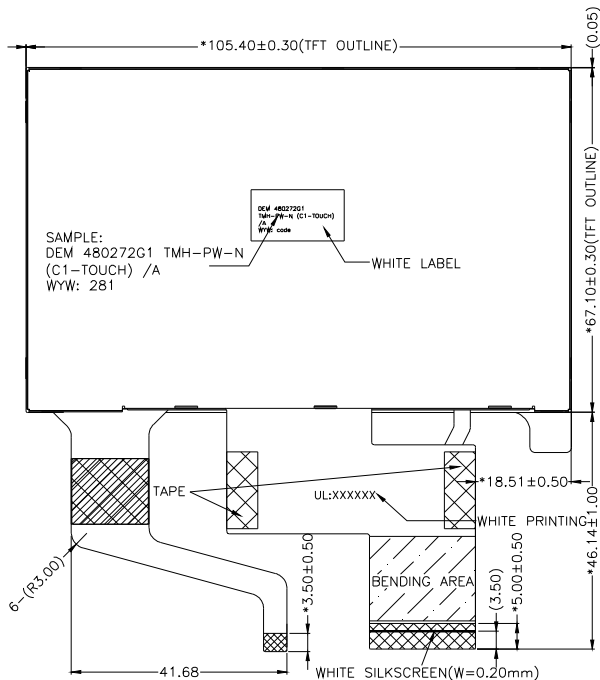 *105.40±0.30(TFT OUTLINE)
(0.05)
DEM 480272G1
TMH-PW-N (C1-TOUCH)
/A
WYW: code
SAMPLE:
DEM 480272G1 TMH-PW-N
(C1-TOUCH) /A
WYW: 281
WHITE LABEL
*67.10±0.30(TFT OUTLINE)
TAPE
UL:XXXXXX
*18.51±0.50
WHITE PRINTING
*46.14±1.00
6-(R3.00)
*3.50±0.50
BENDING AREA
(3.50)
*5.00±0.50
41.68
WHITE SILKSCREEN(W=0.20mm)